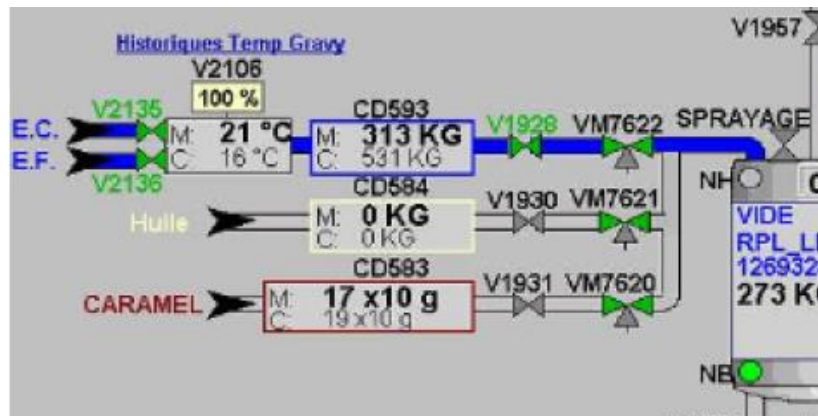 V1957
Historiques Temp Gravy
V2106
100 %
V2135
CD593
V1928
VM7622
SPRAYAGE
E.C.
M: 21 °C
M: 313 KG
E.F.
C: 16 °C
C: 531 KG
V2136
CD584
V1930
VM7621
NH
Huile
M: 0 KG
C: 0 KG
VIDE
CD583
V1931
VM7620
CARAMEL
M: 17 x10 g
C: 19 x10 g
273
NB